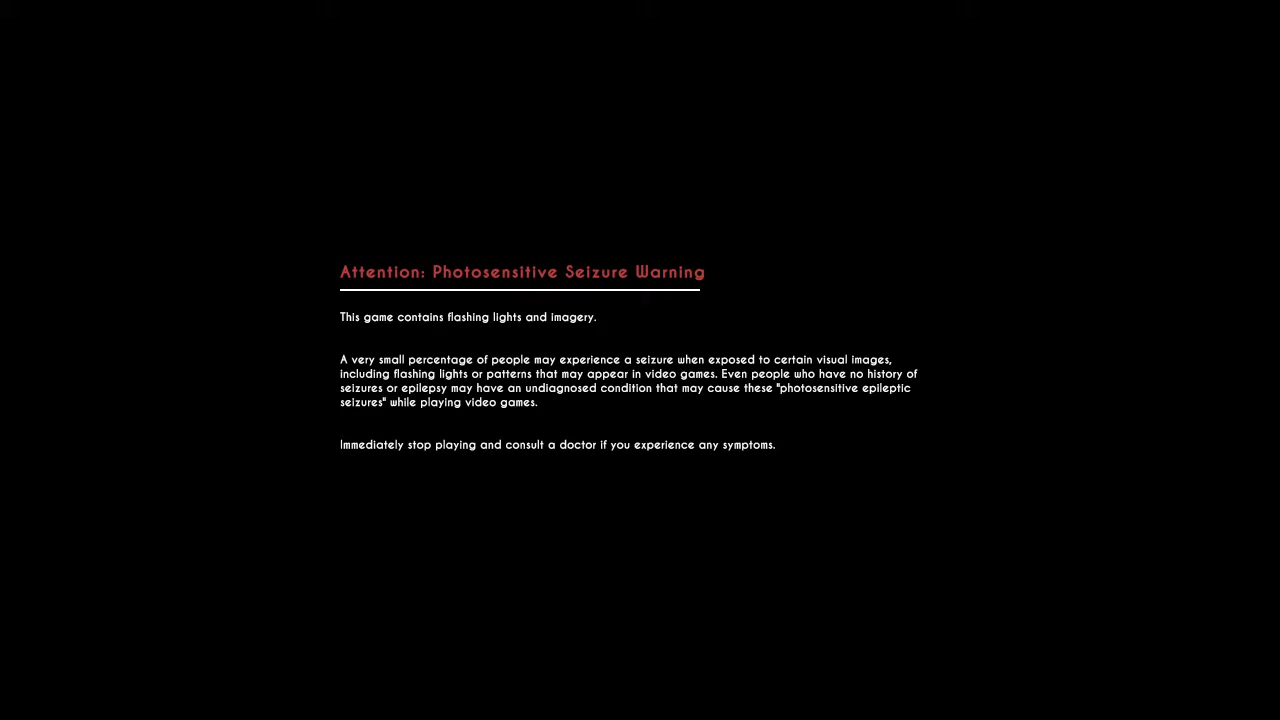 Attention: Photosensitive Seizure Warning
This game contains flashing lights and imagery.
A very small percentage of people may experience a seizure when exposed to certain visual images,
including flashing lights or patterns that may appear in video games. Even people who have no history of
seizures or epilepsy may have an undiagnosed condition that may cause these "photosensitive epileptic
seizures" while playing video games.
Immediately stop playing and consult a doctor if you experience any symptoms.